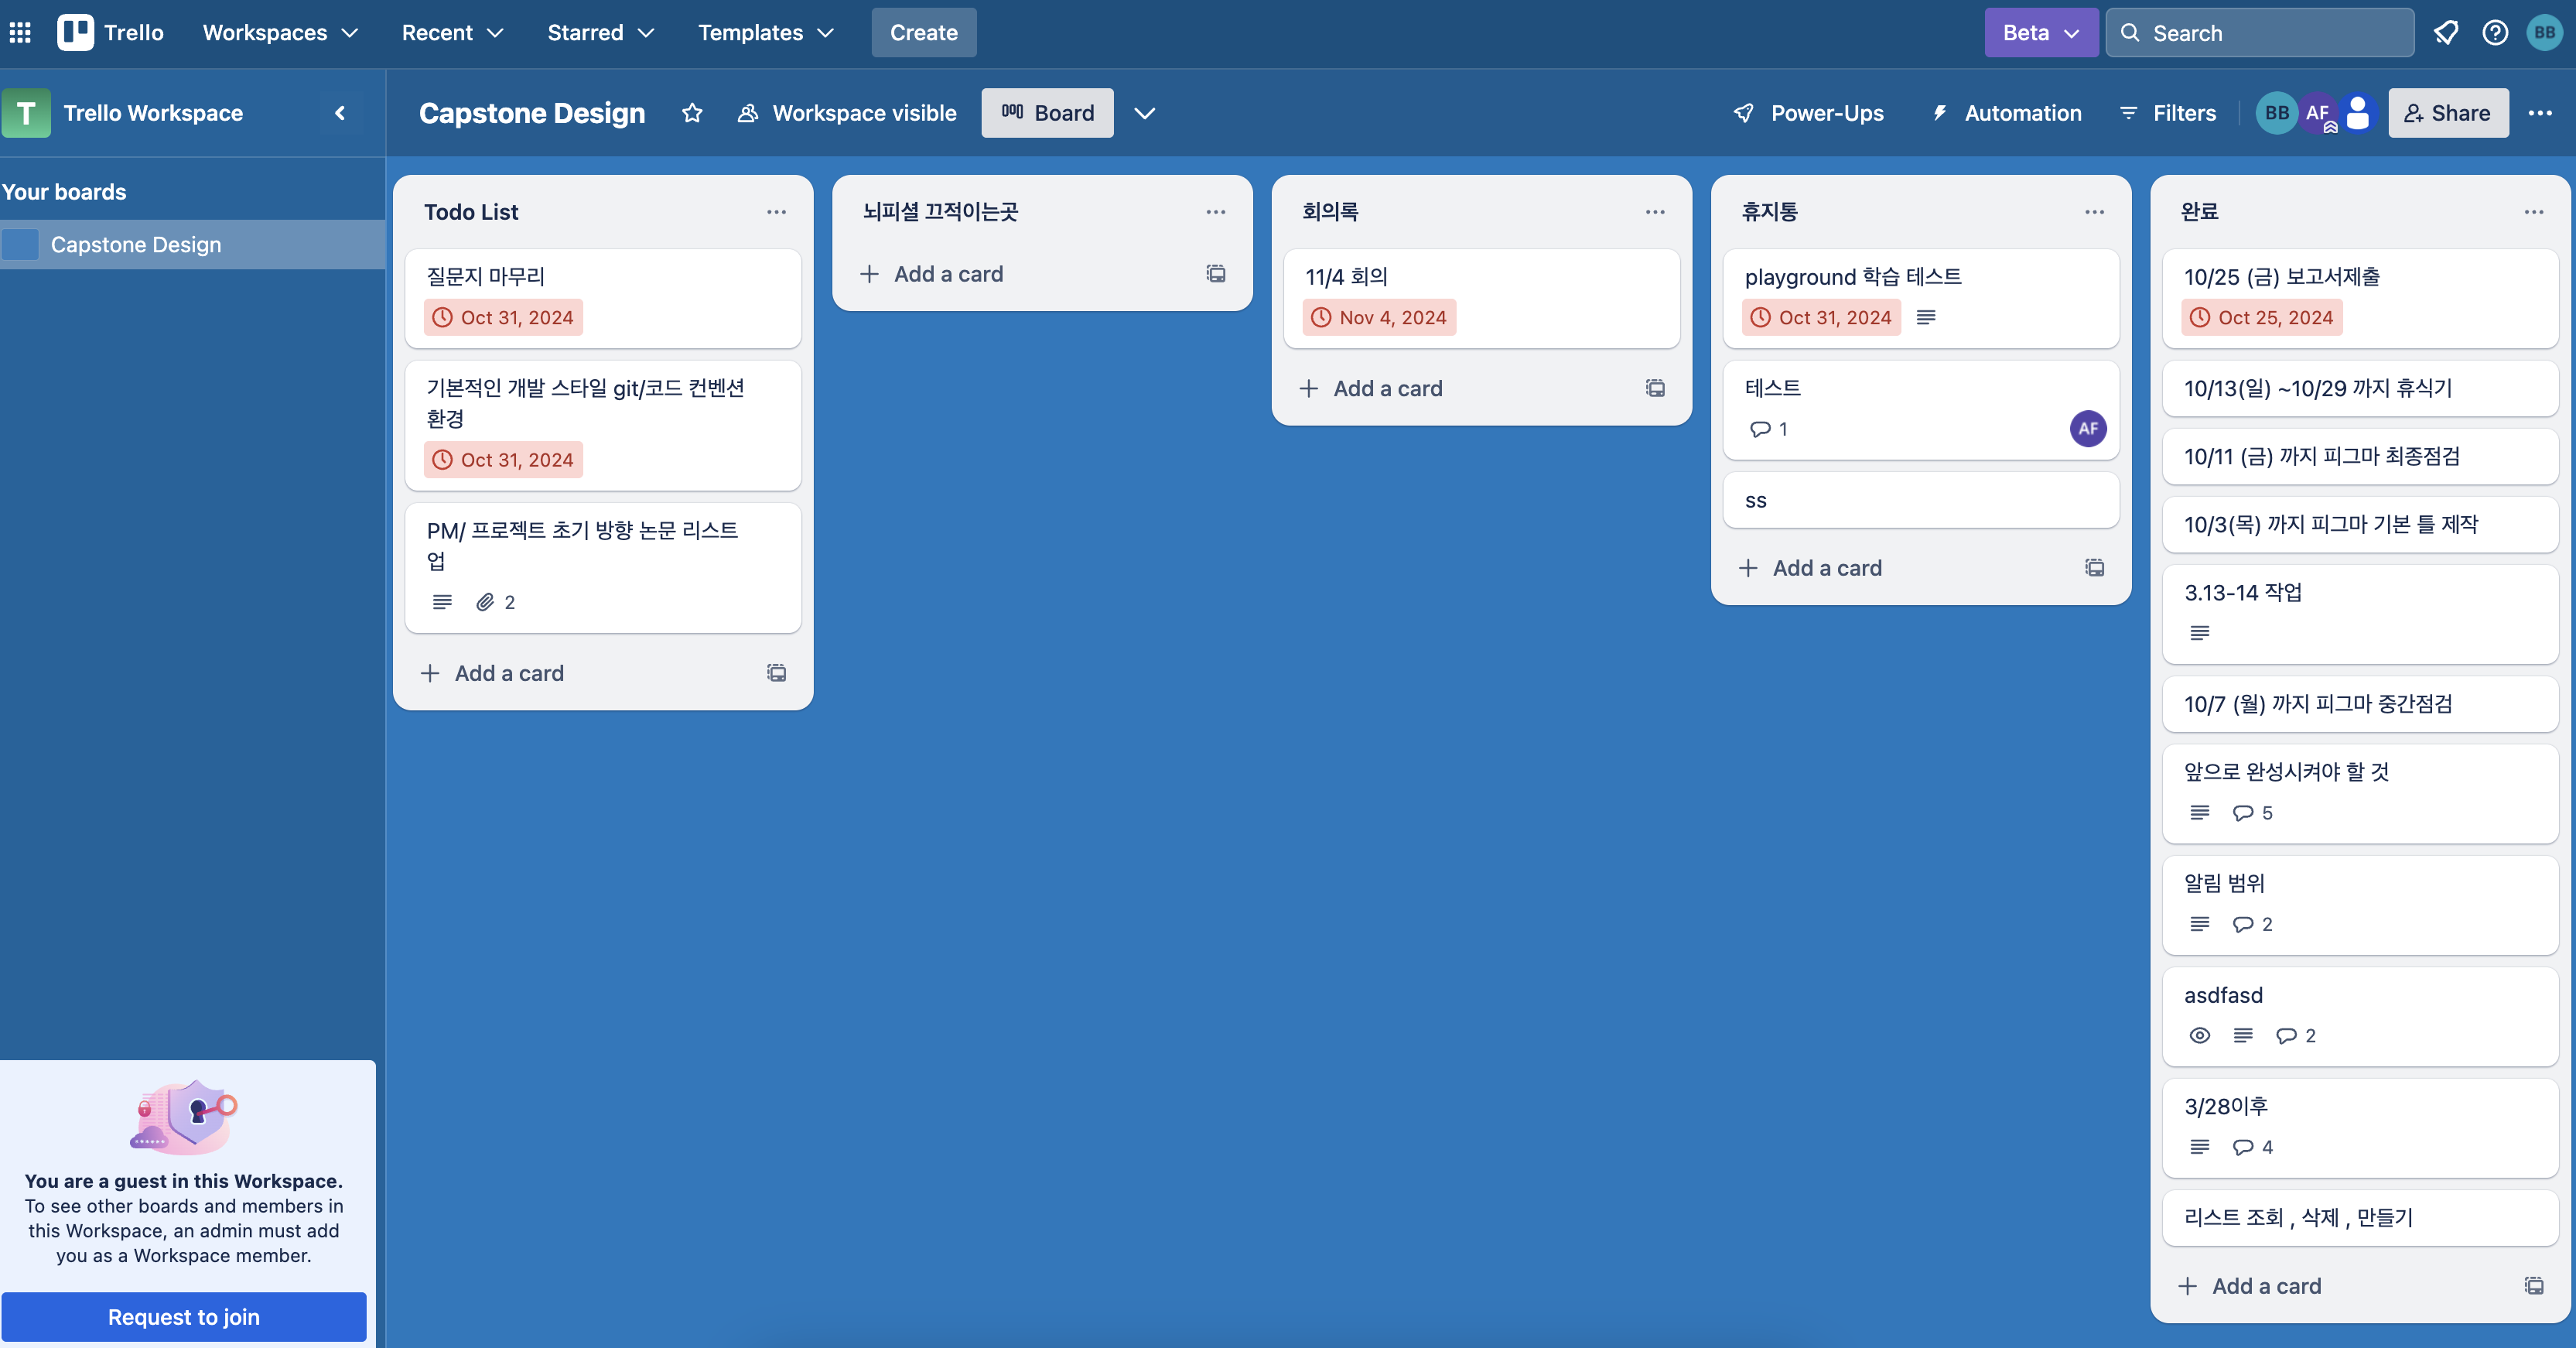 Trello Workspaces Recent Starred Templates Create Beta Search BB
T Trello Workspace
Capstone Design Workspace visible Board Power-Ups Automation Filters BB AF Share
Your boards
Capstone Design
You are a guest in this Workspace.
To see other boards and members in
this Workspace, an admin must add
you as a Workspace member.
Request to join
Todo List
질문지 마무리
Oct 31, 2024
기본적인 개발 스타일 git/코드 컨벤션
환경
Oct 31, 2024
PM/ 프로젝트 초기 방향 논문 리스트
업
2
Add a card
뇌피셜 끄적이는곳
Add a card
회의록
11/4 회의
Nov 4, 2024
Add a card
휴지통
playground 학습 테스트
Oct 31, 2024
테스트
1 AF
ss
Add a card
완료
10/25 (금) 보고서제출
Oct 25, 2024
10/13(일) ~10/29 까지 휴식기
10/11 (금) 까지 피그마 최종점검
10/3(목) 까지 피그마 기본 틀 제작
3.13-14 작업
10/7 (월) 까지 피그마 중간점검
앞으로 완성시켜야 할 것
5
알림 범위
2
asdfasd
2
3/28이후
4
리스트 조회 , 삭제 , 만들기
Add a card